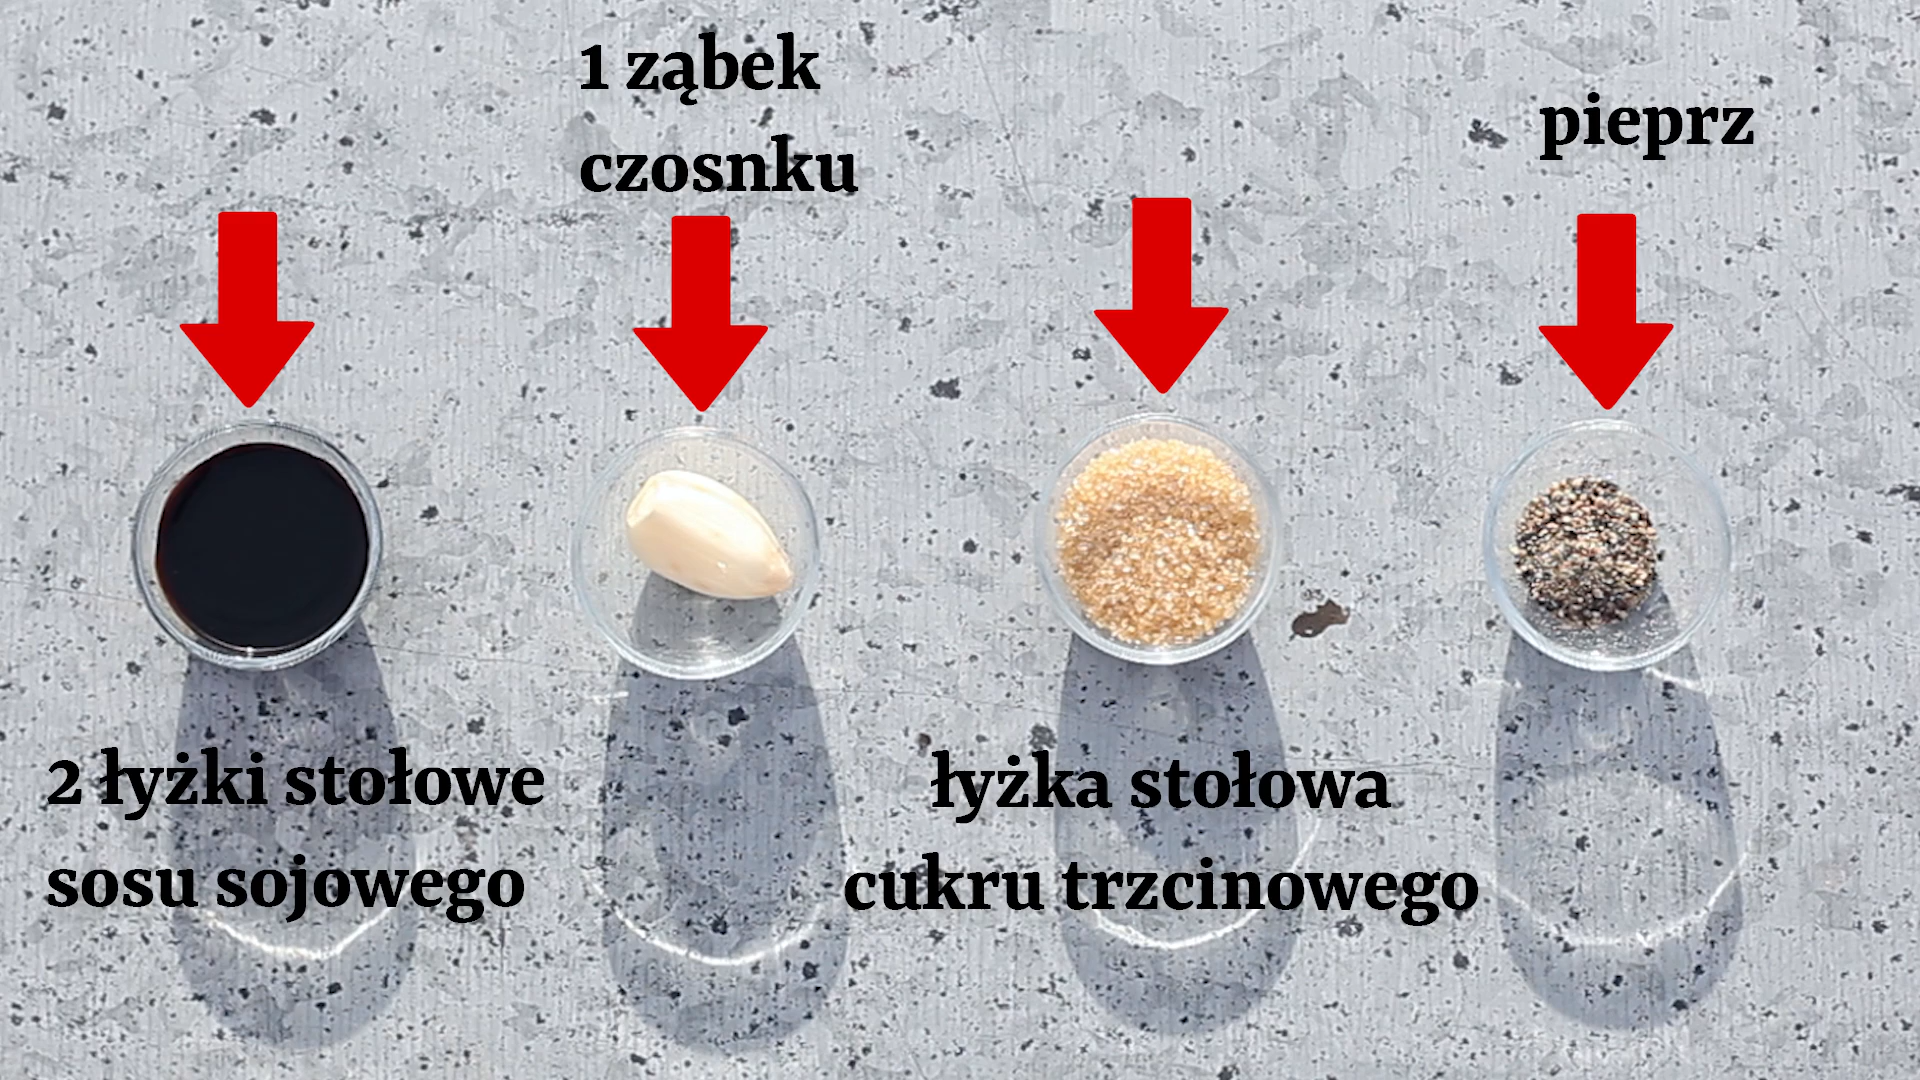 1 ząbek
czosnku
pieprz
2 łyżki stołowe
sosu sojowego
łyżka stołowa
cukru trzcinowego